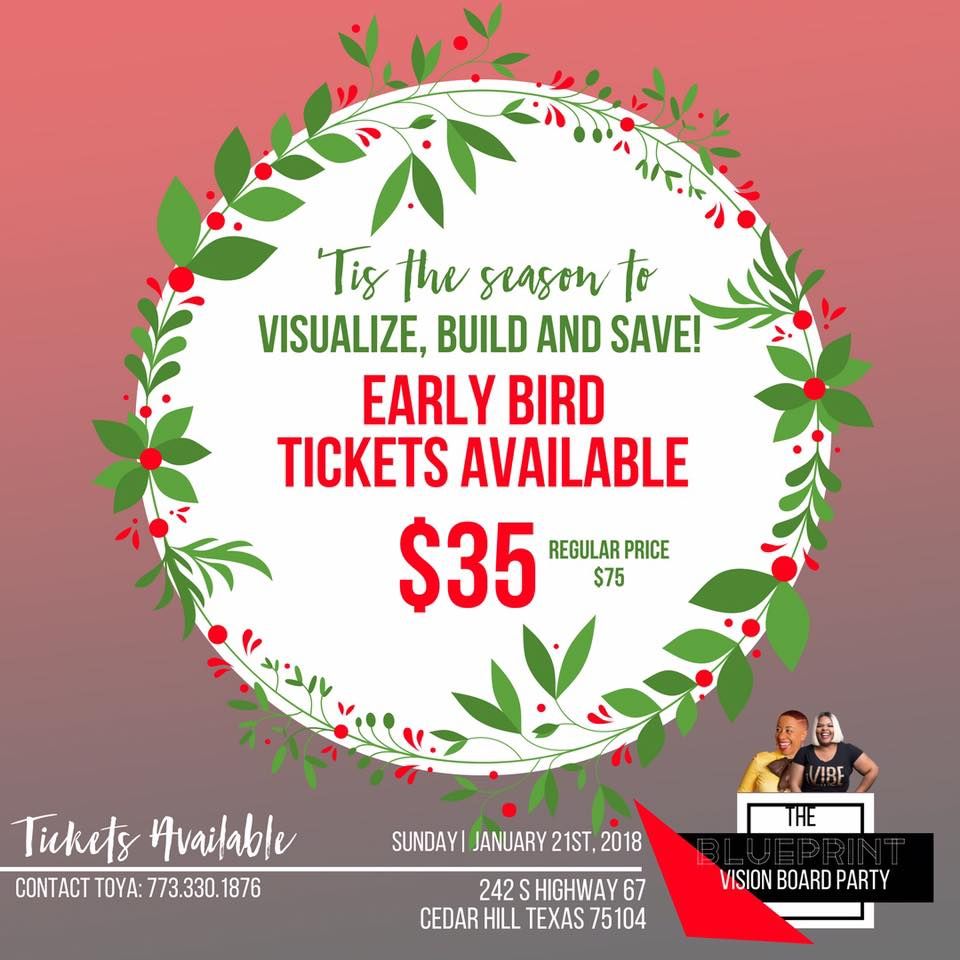 'Tis the season to
VISUALIZE, BUILD AND SAVE!
EARLY BIRD
TICKETS AVAILABLE
$35
REGULAR PRICE
$75
Tickets Available
CONTACT TOYA: 773.330.1876
SUNDAY| JANUARY 21ST, 2018
242 S HIGHWAY 67
CEDAR HILL TEXAS 75104
VIBE
THE
BLUEPRINT
VISION BOARD PARTY